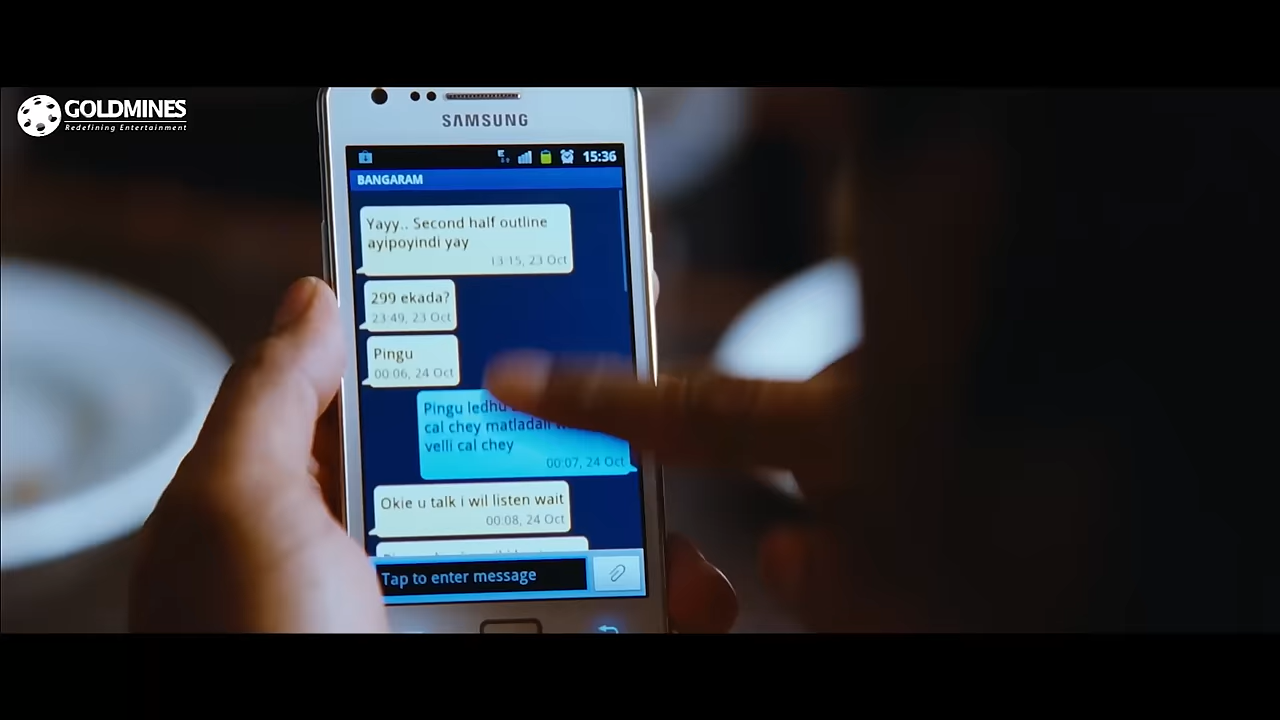 GOLDMINES
Redefining Entertainment
SAMSUNG
15:36
BANGARAM
Yayy.. Second half outline
ayipoyindi yay
13:15, 23 Oct
299 ekada?
23:49, 23 Oct
Pingu
00:06, 24 Oct
Pingu ledhu
cal chey matladali
velli cal chey
00:07, 24 Oct
Okie u talk i wil listen wait
00:08, 24 Oct
Tap to enter message